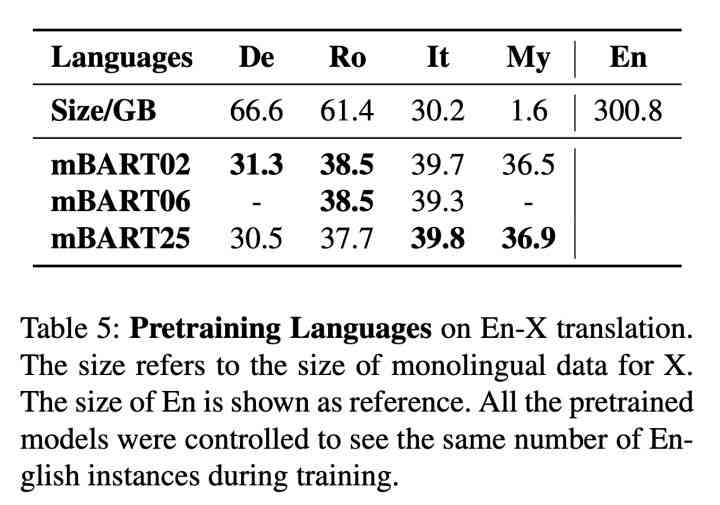 Languages De Ro It My En
Size/GB 66.6 61.4 30.2 1.6 300.8
mBART02 31.3 38.5 39.7 36.5
mBART06 - 38.5 39.3 -
mBART25 30.5 37.7 39.8 36.9
Table 5: Pretraining Languages on En-X translation.
The size refers to the size of monolingual data for X.
The size of En is shown as reference. All the pretrained
models were controlled to see the same number of En-
glish instances during training.